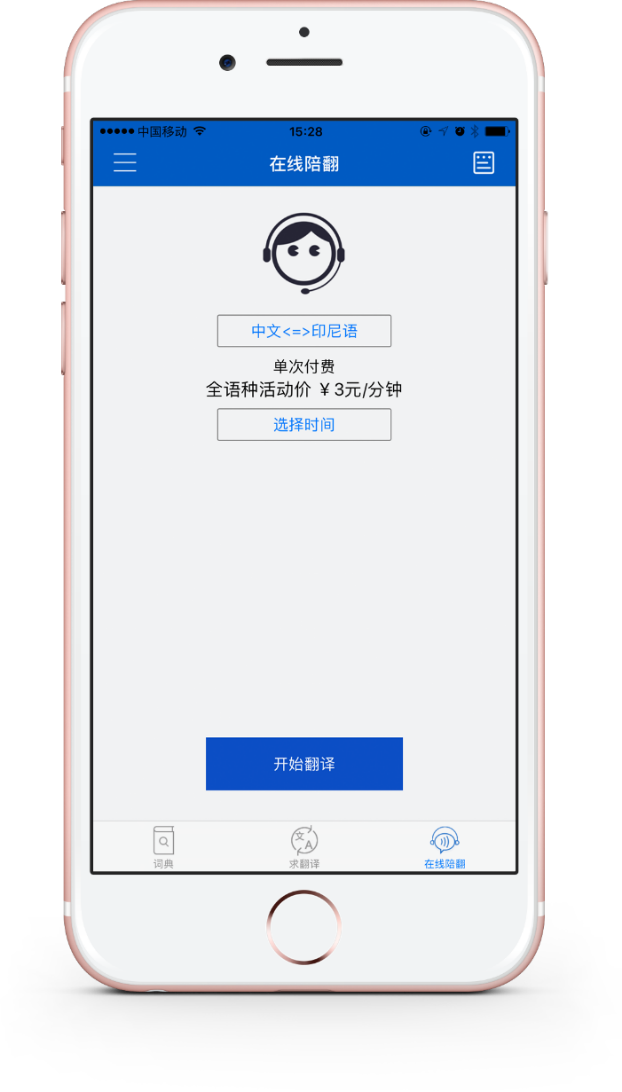 中国移动 15:28
在线陪翻
中文<=>印尼语
单次付费
全语种活动价 ¥3元/分钟
选择时间
开始翻译
文 A
词典 求翻译 在线陪翻